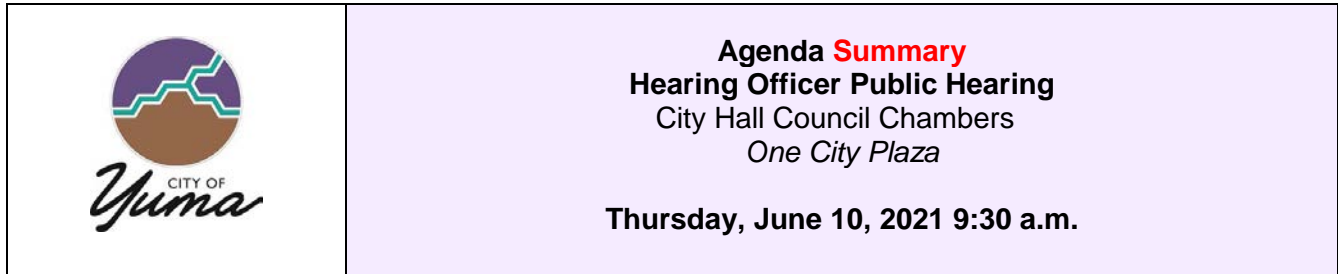 CITY OF
Yuma
Agenda Summary
Hearing Officer Public Hearing
City Hall Council Chambers
One City Plaza
Thursday, June 10, 2021 9:30 a.m.